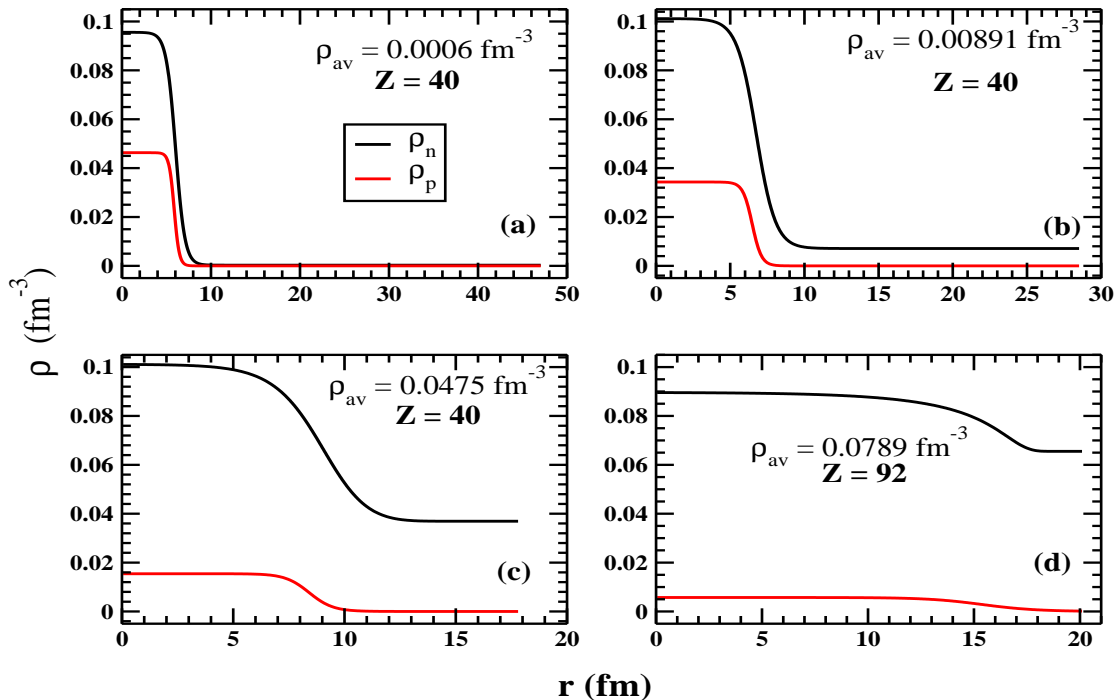 ρ (fm⁻³)
0.1
0.08
0.06
0.04
0.02
0
ρav = 0.0006 fm⁻³
Z = 40
ρn
ρp
(a)
0 10 20 30 40 50
0.1
0.08
0.06
0.04
0.02
0
ρav = 0.00891 fm⁻³
Z = 40
(b)
0 5 10 15 20 25 30
0.1
0.08
0.06
0.04
0.02
0
ρav = 0.0475 fm⁻³
Z = 40
(c)
0 5 10 15 20
0.1
0.08
0.06
0.04
0.02
0
ρav = 0.0789 fm⁻³
Z = 92
(d)
0 5 10 15 20
r (fm)